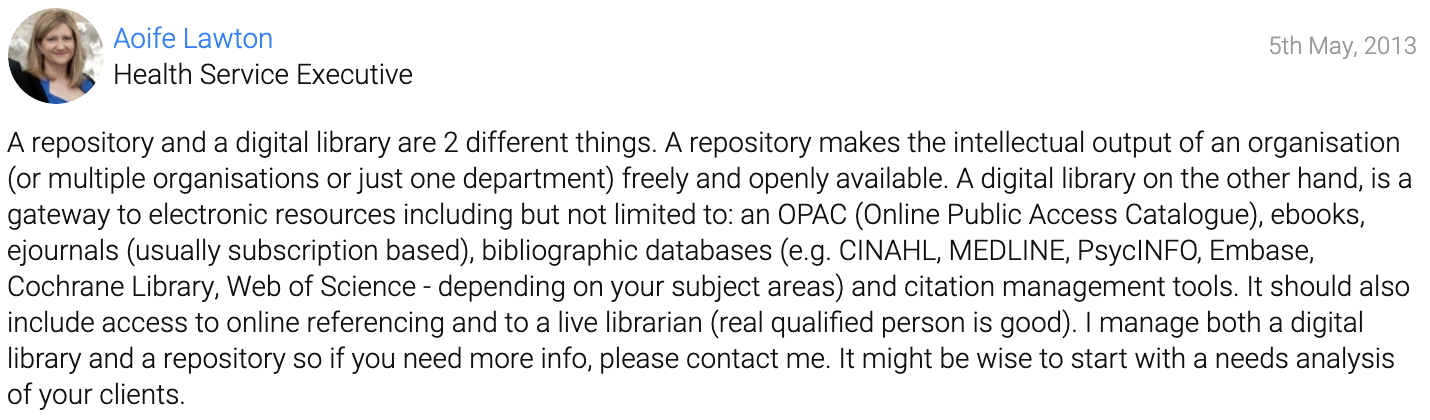 Aoife Lawton
5th May, 2013
Health Service Executive
A repository and a digital library are 2 different things. A repository makes the intellectual output of an organisation
(or multiple organisations or just one department) freely and openly available. A digital library on the other hand, is a
gateway to electronic resources including but not limited to: an OPAC (Online Public Access Catalogue), ebooks,
ejournals (usually subscription based), bibliographic databases (e.g. CINAHL, MEDLINE, PsycINFO, Embase,
Cochrane Library, Web of Science - depending on your subject areas) and citation management tools. It should also
include access to online referencing and to a live librarian (real qualified person is good). I manage both a digital
library and a repository so if you need more info, please contact me. It might be wise to start with a needs analysis
of your clients.